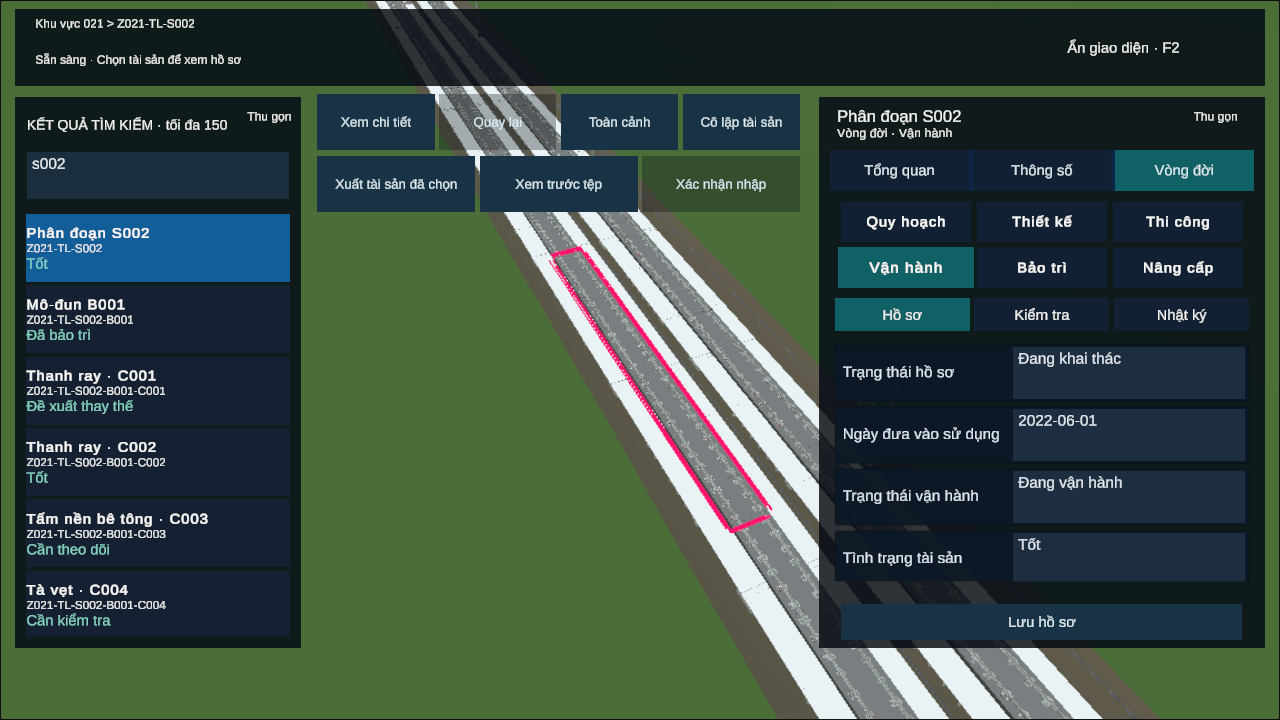 Khu vực 021 > Z021-TL-S002
Sẵn sàng · Chọn tài sản để xem hồ sơ
Ẩn giao diện · F2
KẾT QUẢ TÌM KIẾM · tối đa 150
Thu gọn
s002
Phân đoạn S002
Z021-TL-S002
Tốt
Mô-đun B001
Z021-TL-S002-B001
Đã bảo trì
Thanh ray · C001
Z021-TL-S002-B001-C001
Đề xuất thay thế
Thanh ray · C002
Z021-TL-S002-B001-C002
Tốt
Tấm nền bê tông · C003
Z021-TL-S002-B001-C003
Cần theo dõi
Tà vẹt · C004
Z021-TL-S002-B001-C004
Cần kiểm tra
Xem chi tiết
Quay lại
Toàn cảnh
Cô lập tài sản
Xuất tài sản đã chọn
Xem trước tệp
Xác nhận nhập
Phân đoạn S002
Vòng đời · Vận hành
Thu gọn
Tổng quan
Thông số
Vòng đời
Quy hoạch
Thiết kế
Thi công
Vận hành
Bảo trì
Nâng cấp
Hồ sơ
Kiểm tra
Nhật ký
Trạng thái hồ sơ
Đang khai thác
Ngày đưa vào sử dụng
2022-06-01
Trạng thái vận hành
Đang vận hành
Tình trạng tài sản
Tốt
Lưu hồ sơ